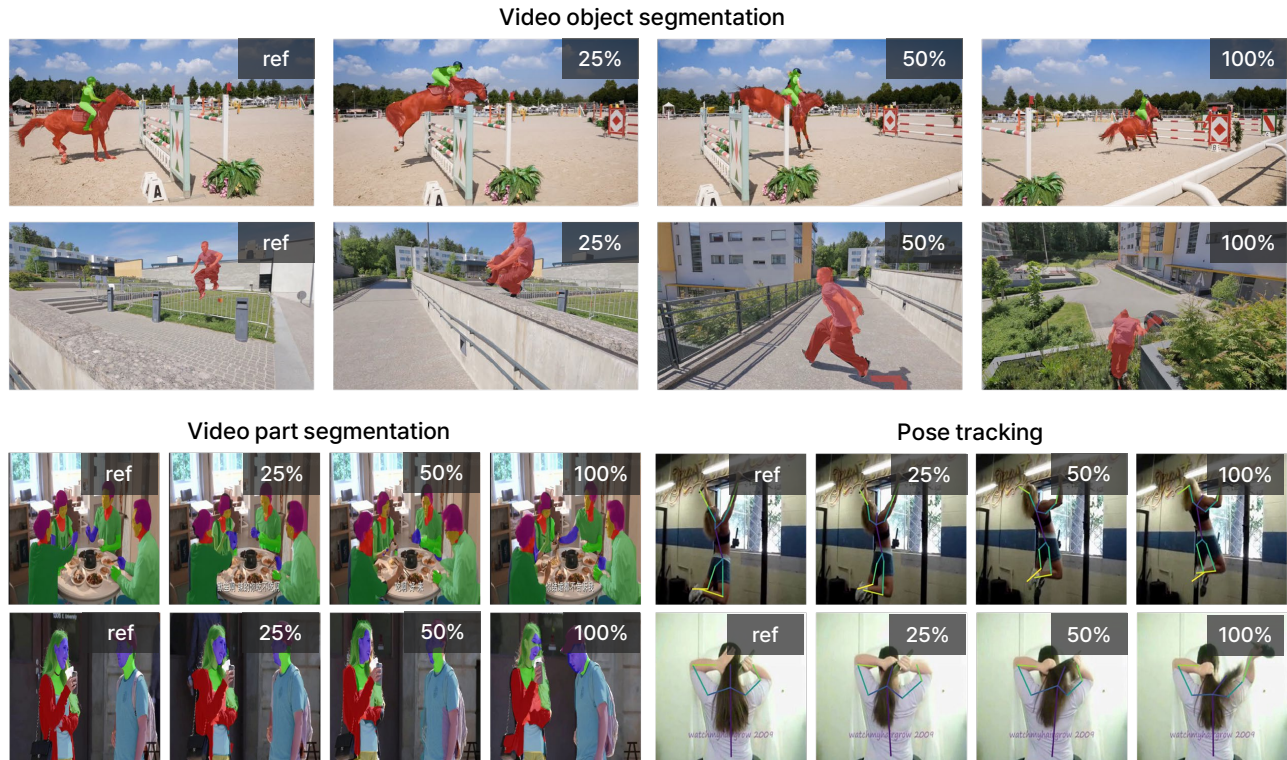 Video object segmentation
ref 25% 50% 100%
A A A
ref 25% 50% 100%
Video part segmentation
ref 25% 50% 100%
ref 25% 50% 100%
Pose tracking
ref 25% 50% 100%
ref 25% 50% 100%
watchmyhairgrow 2009 watchmyhairgrow 2009 watchmyhairgrow 2009 watchmyhairgrow 2009